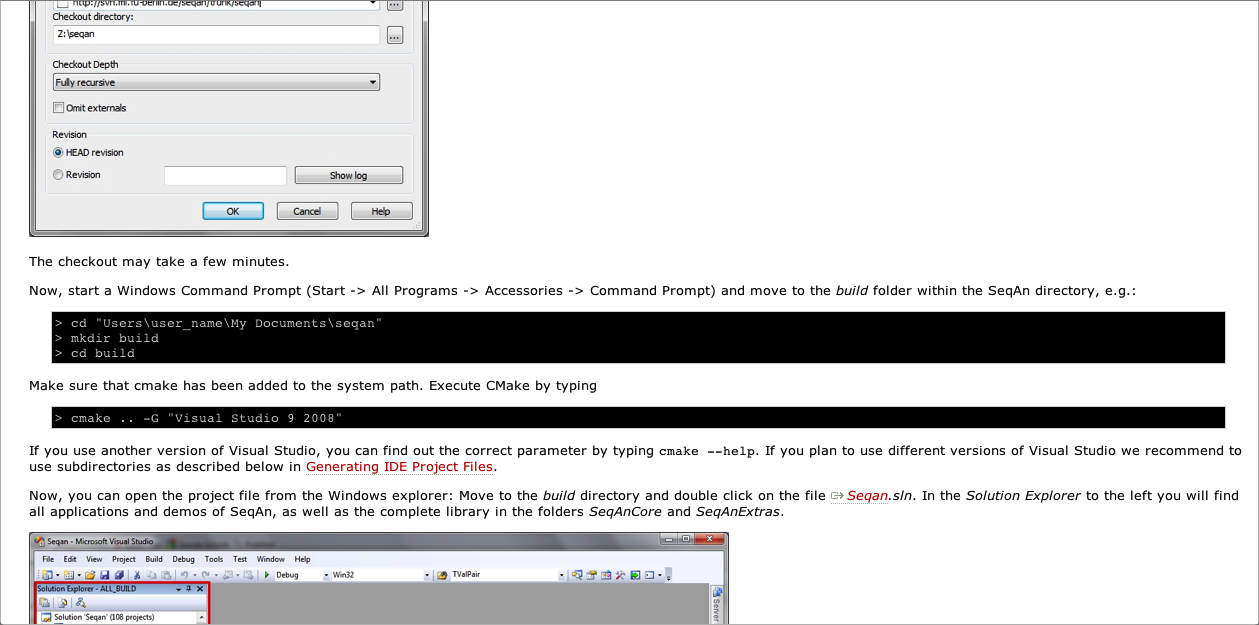 http://svn.mi.fu-berlin.de/seqan/trunk/seqan
...
Checkout directory:
Z:\seqan
...
Checkout Depth
Fully recursive
Omit externals
Revision
HEAD revision
Revision
Show log
OK Cancel Help
The checkout may take a few minutes.
Now, start a Windows Command Prompt (Start -> All Programs -> Accessories -> Command Prompt) and move to the build folder within the SeqAn directory, e.g.:
> cd "Users\user_name\My Documents\seqan"
> mkdir build
> cd build
Make sure that cmake has been added to the system path. Execute CMake by typing
> cmake .. -G "Visual Studio 9 2008"
If you use another version of Visual Studio, you can find out the correct parameter by typing cmake --help. If you plan to use different versions of Visual Studio we recommend to
use subdirectories as described below in Generating IDE Project Files.
Now, you can open the project file from the Windows explorer: Move to the build directory and double click on the file Seqan.sln. In the Solution Explorer to the left you will find
all applications and demos of SeqAn, as well as the complete library in the folders SeqAnCore and SeqAnExtras.
Seqan - Microsoft Visual Studio
File Edit View Project Build Debug Tools Test Window Help
Debug Win32 TValPair
Solution Explorer - ALL_BUILD
Solution 'Seqan' (108 projects)
Server